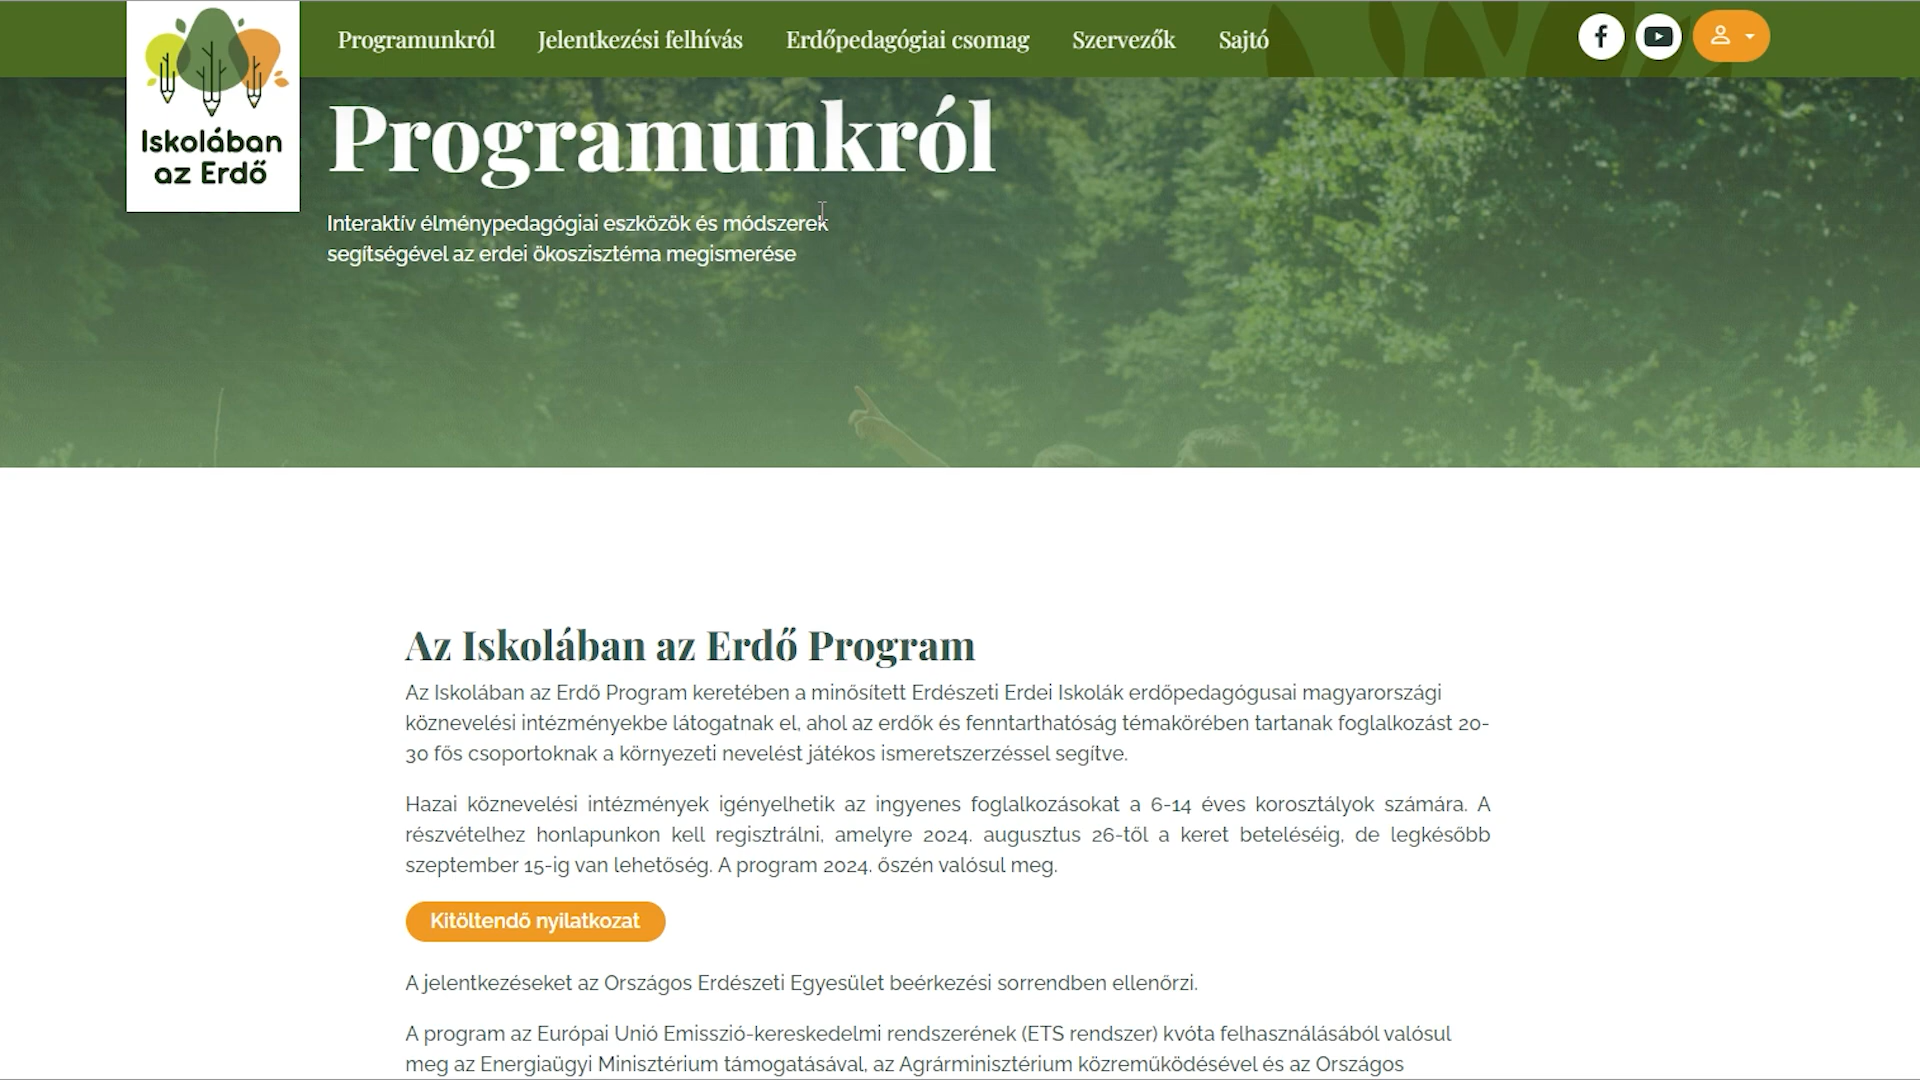 Programunkról Jelentkezési felhívás Erdőpedagógiai csomag Szervezők Sajtó
Iskolában
az Erdő
Programunkról
Interaktív élménypedagógiai eszközök és módszerek
segítségével az erdei ökoszisztéma megismerése
Az Iskolában az Erdő Program
Az Iskolában az Erdő Program keretében a minősített Erdészeti Erdei Iskolák erdőpedagógusai magyarországi
köznevelési intézményekbe látogatnak el, ahol az erdők és fenntarthatóság témakörében tartanak foglalkozást 20-
30 fős csoportoknak a környezeti nevelést játékos ismeretszerzéssel segítve.
Hazai köznevelési intézmények igényelhetik az ingyenes foglalkozásokat a 6-14 éves korosztályok számára. A
részvételhez honlapunkon kell regisztrálni, amelyre 2024. augusztus 26-től a keret beteléséig, de legkésőbb
szeptember 15-ig van lehetőség. A program 2024. őszén valósul meg.
Kitöltendő nyilatkozat
A jelentkezéseket az Országos Erdészeti Egyesület beérkezési sorrendben ellenőrzi.
A program az Európai Unió Emisszió-kereskedelmi rendszerének (ETS rendszer) kvóta felhasználásából valósul
meg az Energiaügyi Minisztérium támogatásával, az Agrárminisztérium közreműködésével és az Országos